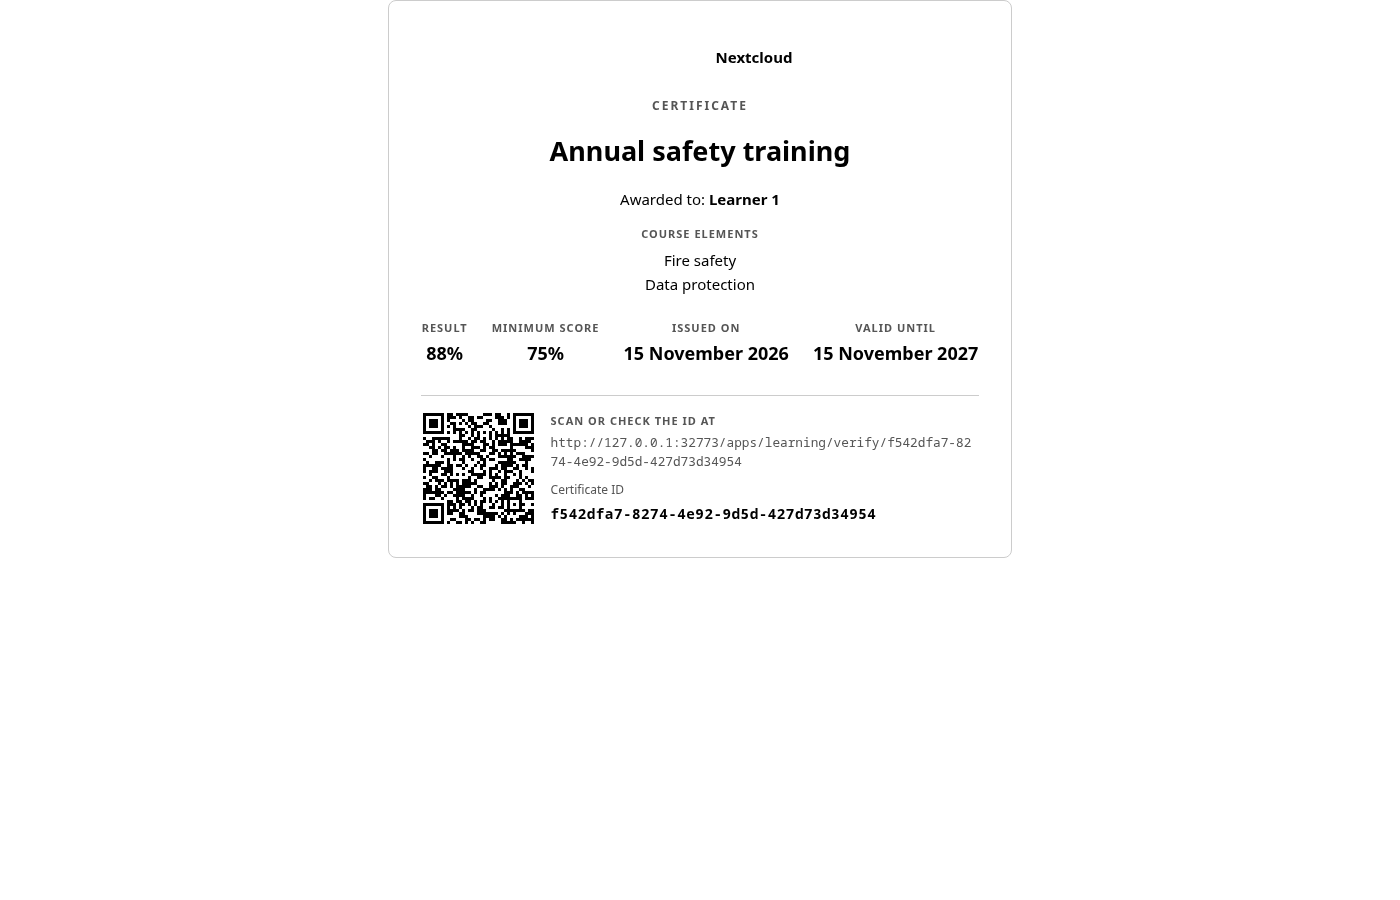 Nextcloud
CERTIFICATE
Annual safety training
Awarded to: Learner 1
COURSE ELEMENTS
Fire safety
Data protection
RESULT MINIMUM SCORE ISSUED ON VALID UNTIL
88% 75% 15 November 2026 15 November 2027
SCAN OR CHECK THE ID AT
http://127.0.0.1:32773/apps/learning/verify/f542dfa7-82
74-4e92-9d5d-427d73d34954
Certificate ID
f542dfa7-8274-4e92-9d5d-427d73d34954